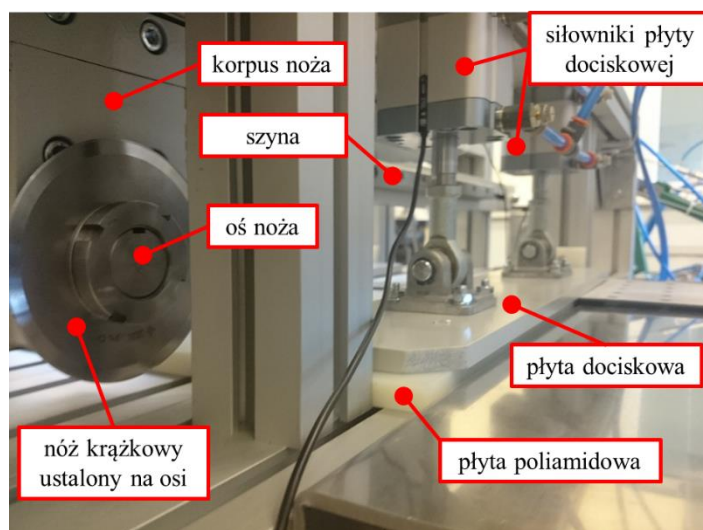 korpus noża
siłowniki płyty
dociskowej
szyna
oś noża
płyta dociskowa
nóż krążkowy
ustalony na osi
płyta poliamidowa